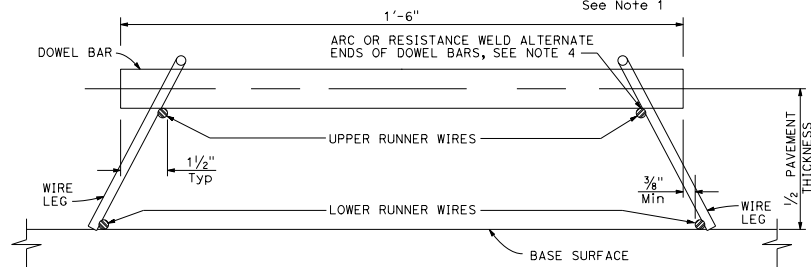 See Note 1
1'-6"
DOWEL BAR
ARC OR RESISTANCE WELD ALTERNATE
ENDS OF DOWEL BARS, SEE NOTE 4
UPPER RUNNER WIRES
1½"
Typ
WIRE
LEG
⅜"
Min
½ PAVEMENT
THICKNESS
LOWER RUNNER WIRES
WIRE
LEG
BASE SURFACE